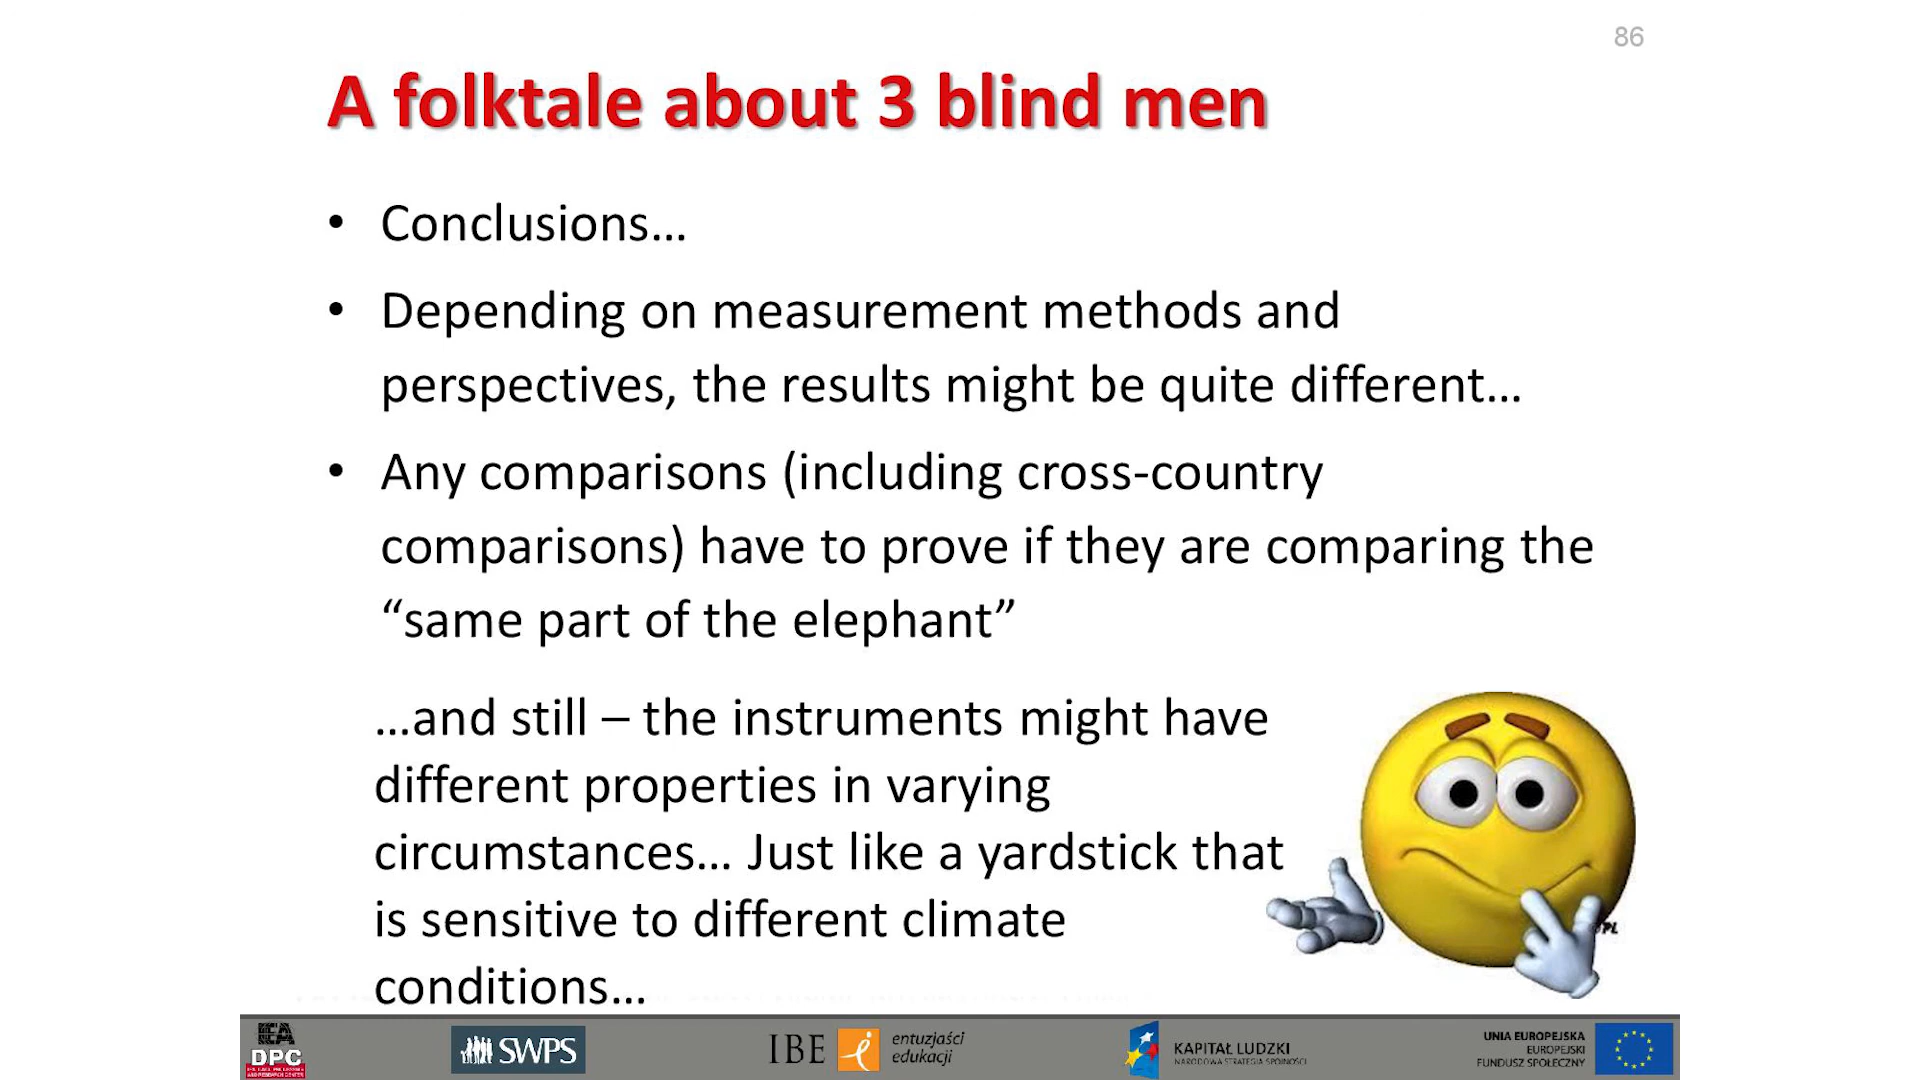 86
A folktale about 3 blind men
• Conclusions…
• Depending on measurement methods and
perspectives, the results might be quite different…
• Any comparisons (including cross-country
comparisons) have to prove if they are comparing the
“same part of the elephant”
…and still – the instruments might have
different properties in varying
circumstances… Just like a yardstick that
is sensitive to different climate
conditions…
IEA
DPC
SWPS
IBE
entuzjaści
edukacji
KAPITAŁ LUDZKI
NARODOWA STRATEGIA SPÓJNOŚCI
UNIA EUROPEJSKA
EUROPEJSKI
FUNDUSZ SPOŁECZNY